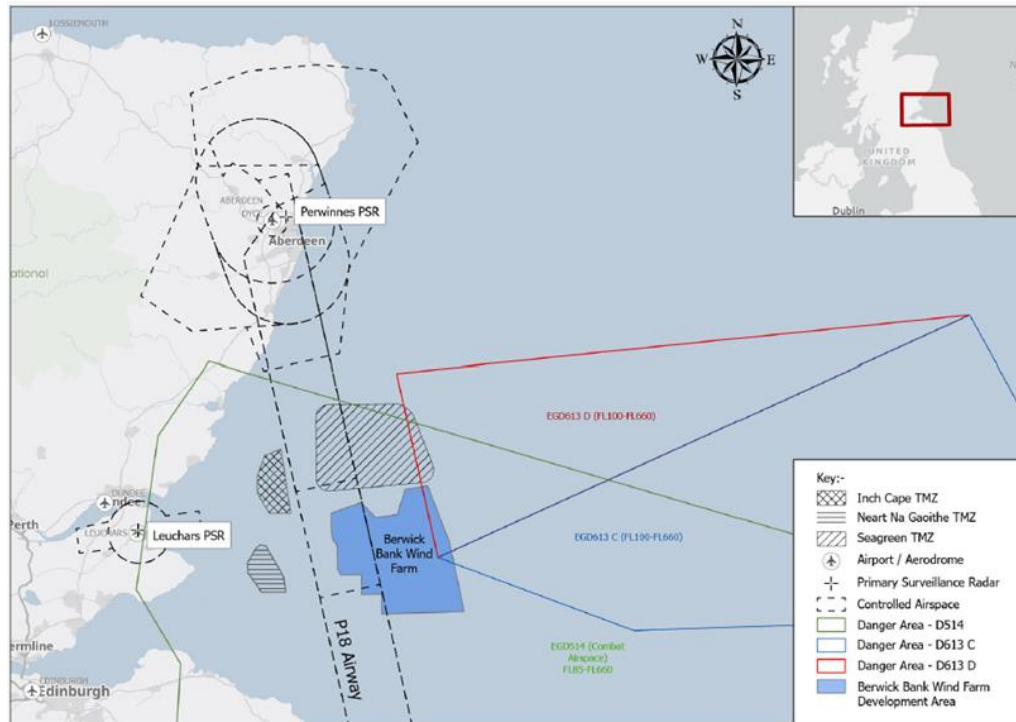 LOSSIEMOUTH
N
W
E
S
UNITED
KINGDOM
Dublin
ABERDEEN
DYCE
Perwinnes PSR
Aberdeen
ational
EGD613 D (FL100-FL660)
DUNDEE
Perth
LEUCHARS
Leuchars PSR
Berwick
Bank Wind
Farm
EGD613 C (FL100-FL660)
P18 Airway
EGD514 (Combat
Airspace)
FL85-FL660
ermline
EDINBURGH
Edinburgh
Key:-
Inch Cape TMZ
Neart Na Gaoithe TMZ
Seagreen TMZ
Airport / Aerodrome
Primary Surveillance Radar
Controlled Airspace
Danger Area - D514
Danger Area - D613 C
Danger Area - D613 D
Berwick Bank Wind Farm
Development Area